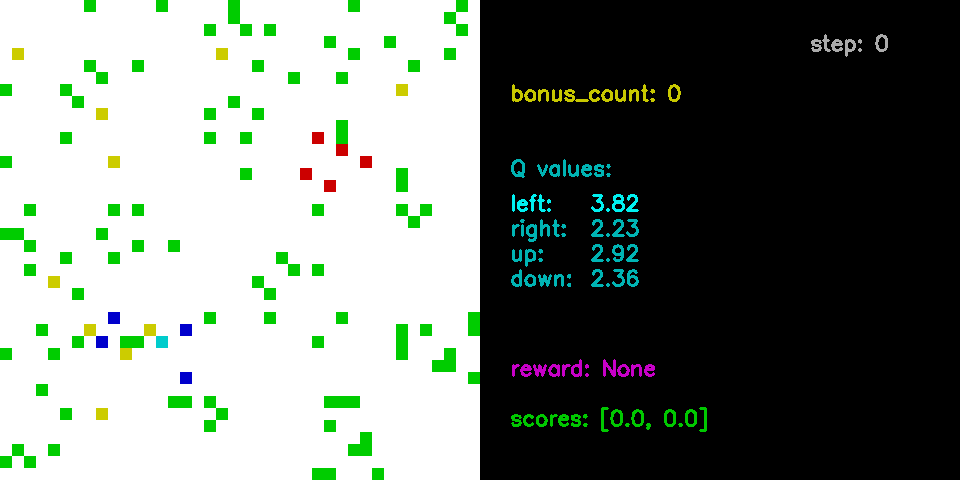 step: 0
bonus_count: 0
Q values:
left: 3.82
right: 2.23
up: 2.92
down: 2.36
reward: None
scores: [0.0, 0.0]